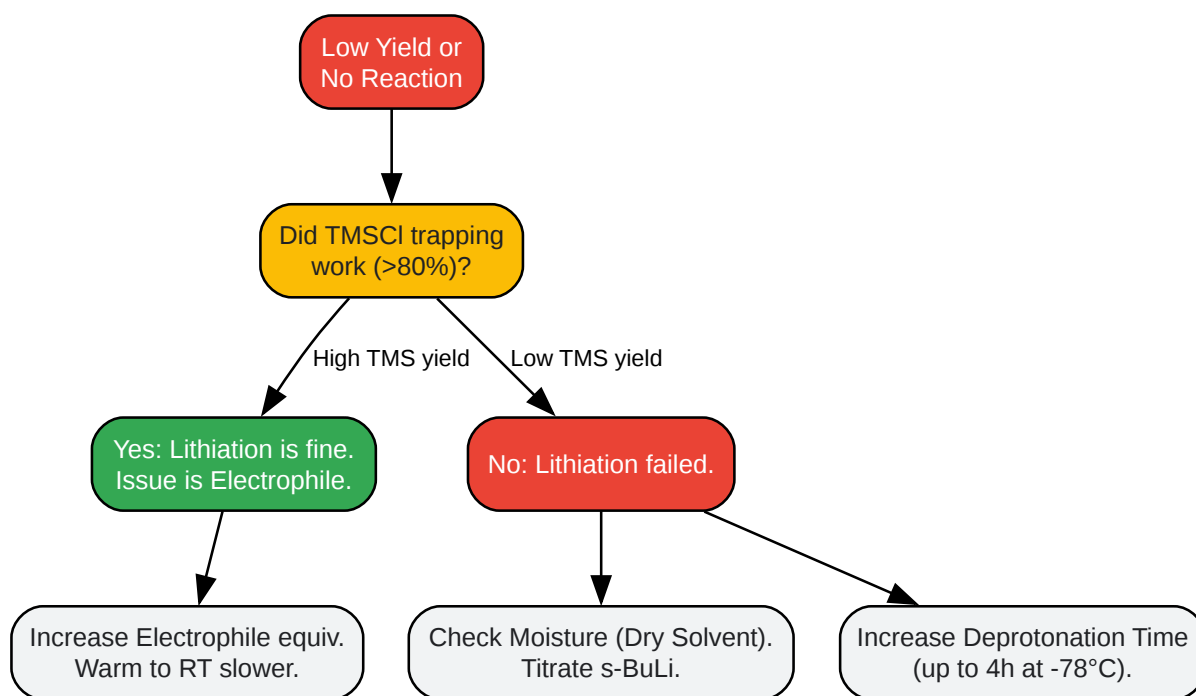 Low Yield or
No Reaction
Did TMSCl trapping
work (>80%)?
High TMS yield
Low TMS yield
Yes: Lithiation is fine.
Issue is Electrophile.
No: Lithiation failed.
Increase Electrophile equiv.
Warm to RT slower.
Check Moisture (Dry Solvent).
Titrate s-BuLi.
Increase Deprotonation Time
(up to 4h at -78°C).